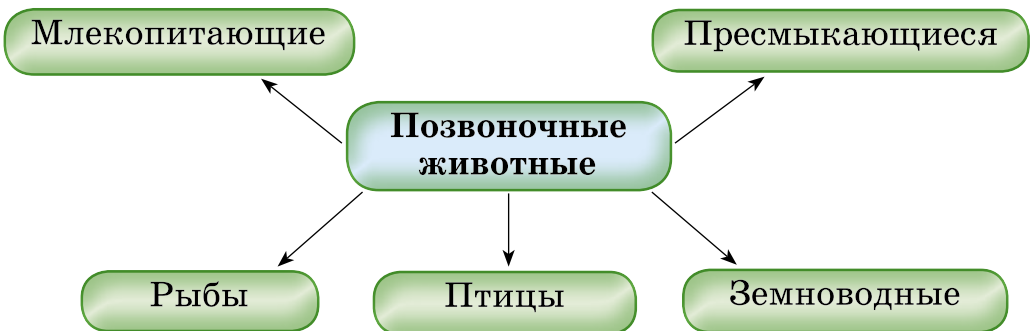 Млекопитающие
Пресмыкающиеся
Позвоночные
животные
Рыбы
Птицы
Земноводные